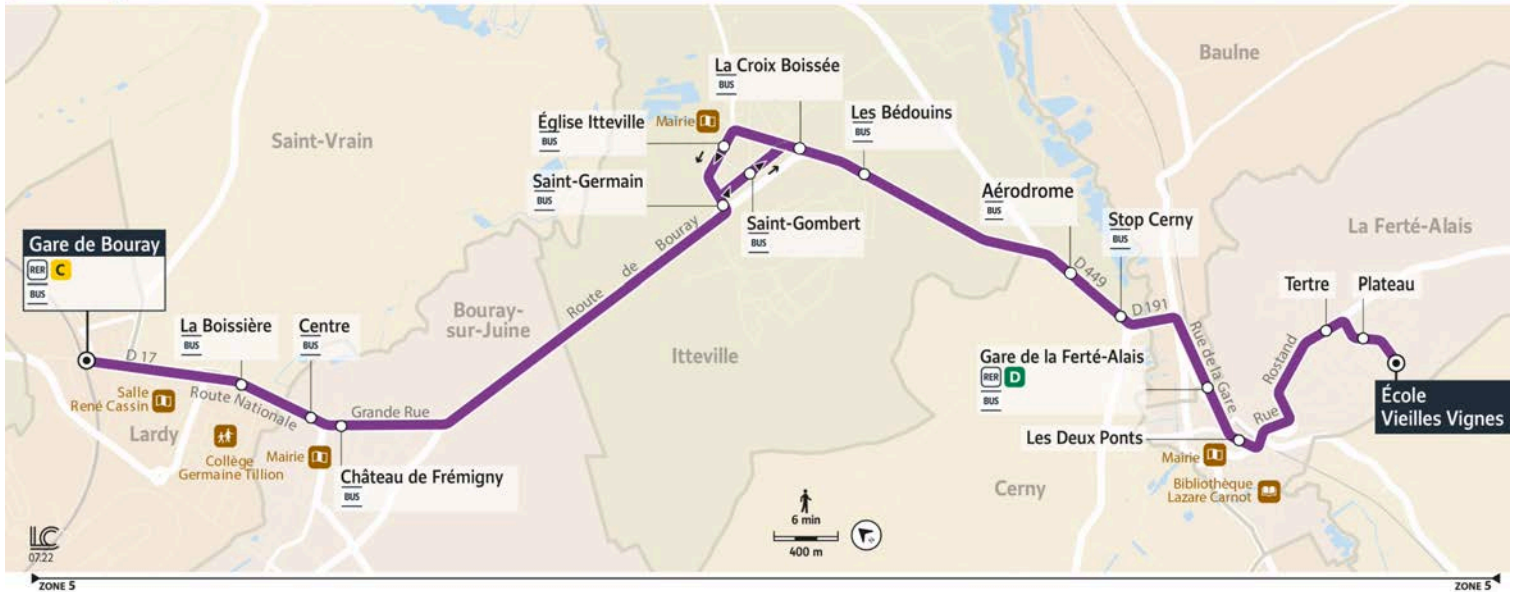 Baulne
La Croix Boissée
BUS
Les Bédouins
BUS
Mairie
Église Itteville
BUS
Saint-Vrain
Saint-Germain
BUS
Aérodrome
BUS
Stop Cerny
BUS
Saint-Gombert
BUS
La Ferté-Alais
Gare de Bouray
RER C
BUS
Route de Bouray
D 449
Tertre
Plateau
D 191
Bouray-
sur-Juine
La Boissière
BUS
Centre
BUS
Itteville
Gare de la Ferté-Alais
RER D
BUS
Rue de la Gare
Rue Rostand
D 17
Salle
René Cassin
Route Nationale
Grande Rue
École
Vieilles Vignes
Lardy
Les Deux Ponts
Collège
Germaine Tillion
Mairie
Château de Frémigny
BUS
Mairie
Bibliothèque
Lazare Carnot
Cerny
6 min
400 m
LC
07.22
ZONE 5
ZONE 5